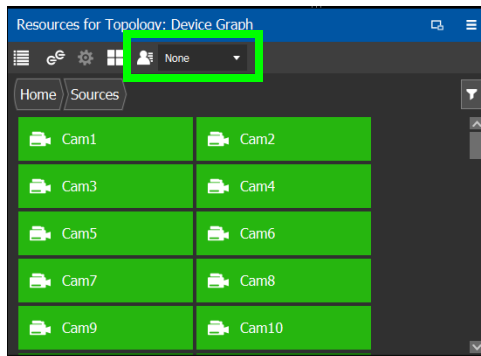 Resources for Topology: Device Graph
None
Home Sources
Cam1 Cam2
Cam3 Cam4
Cam5 Cam6
Cam7 Cam8
Cam9 Cam10